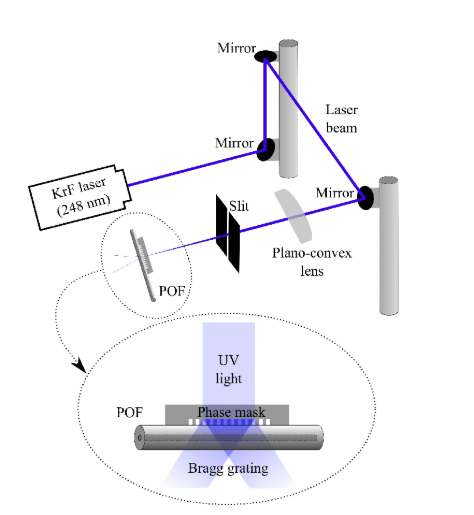 Mirror
Laser
beam
Mirror
KrF laser
(248 nm)
Mirror
Slit
Plano-convex
lens
POF
UV
light
POF
Phase mask
Bragg grating